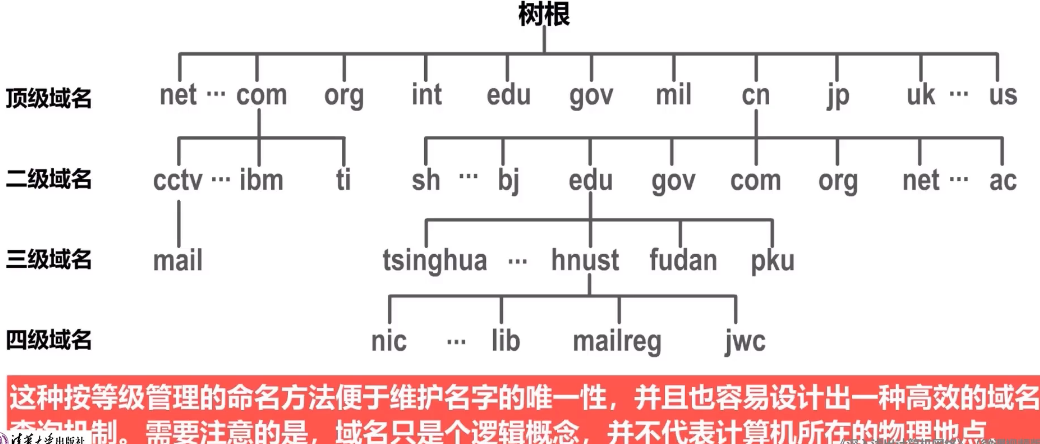 树根
顶级域名 net ··· com org int edu gov mil cn jp uk ··· us
二级域名 cctv ··· ibm ti sh ··· bj edu gov com org net ··· ac
三级域名 mail tsinghua ··· hnust fudan pku
四级域名 nic ··· lib mailreg jwc
这种按等级管理的命名方法便于维护名字的唯一性，并且也容易设计出一种高效的域名
查询机制。需要注意的是，域名只是个逻辑概念，并不代表计算机所在的物理地点。
清华大学出版社